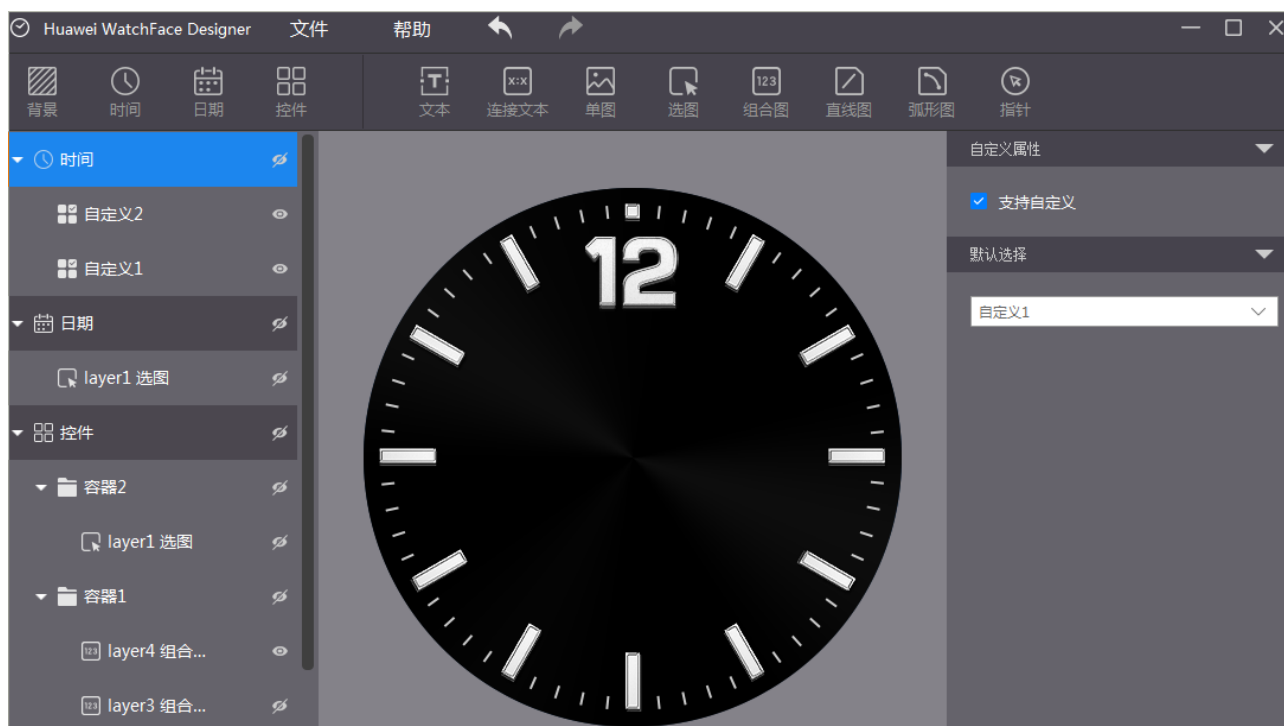 Huawei WatchFace Designer 文件 帮助
背景 时间 日期 控件 文本 连接文本 单图 选图 组合图 直线图 弧形图 指针
时间
自定义2
自定义1
日期
layer1 选图
控件
容器2
layer1 选图
容器1
layer4 组合...
layer3 组合...
12
自定义属性
支持自定义
默认选择
自定义1